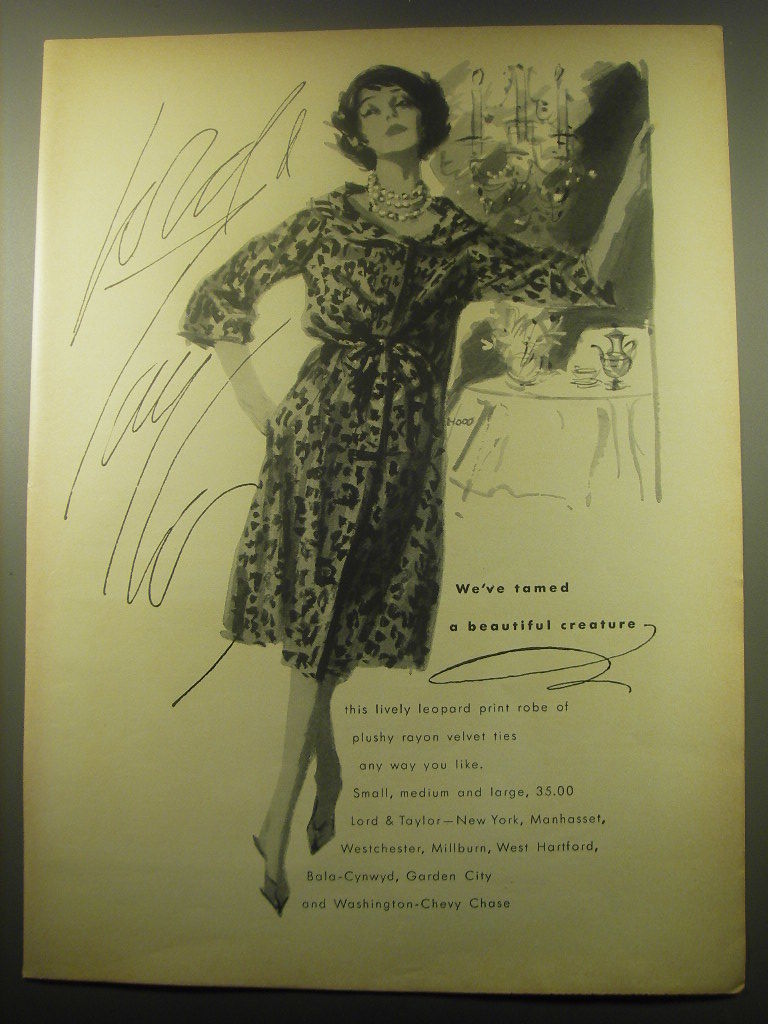 Lord &
Taylor
HOOD
We've tamed
a beautiful creature
this lively leopard print robe of
plushy rayon velvet ties
any way you like.
Small, medium and large, 35.00
Lord & Taylor—New York, Manhasset,
Westchester, Millburn, West Hartford,
Bala-Cynwyd, Garden City
and Washington-Chevy Chase